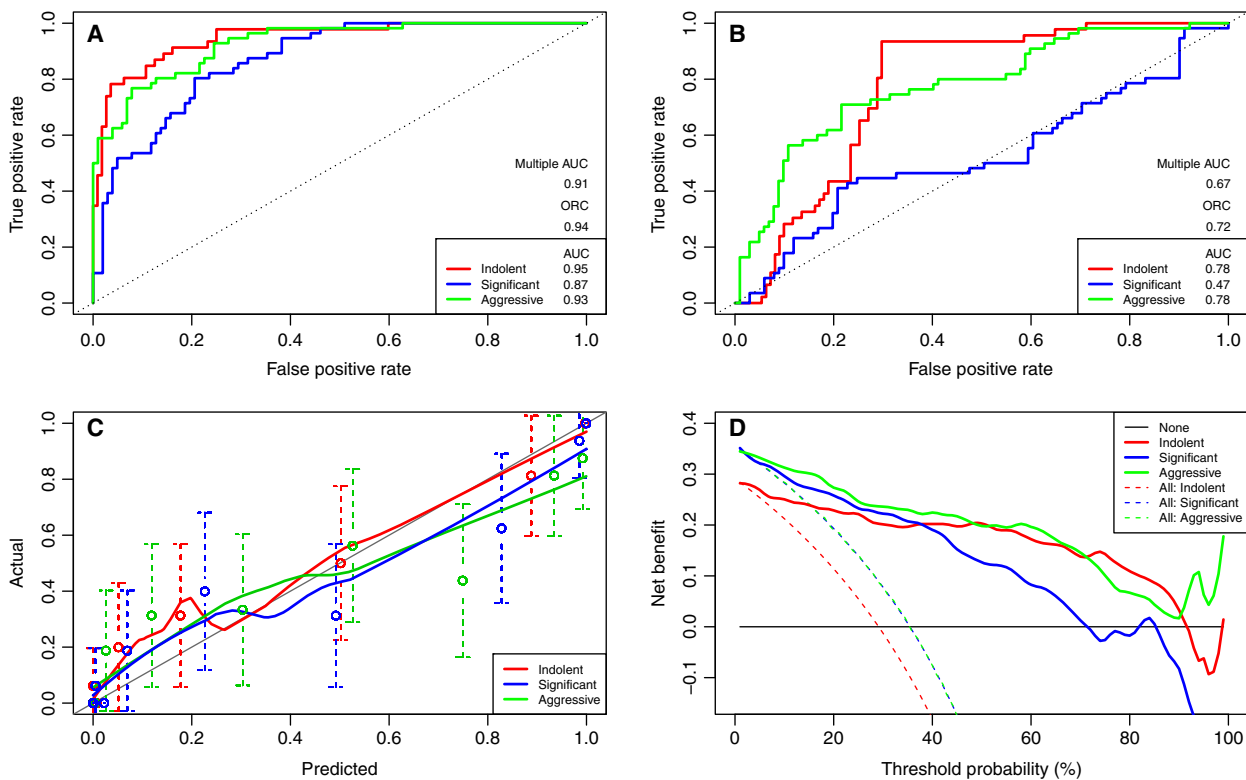 A
True positive rate
1.0
0.8
0.6
0.4
0.2
0.0
Multiple AUC
0.91
ORC
0.94
AUC
Indolent 0.95
Significant 0.87
Aggressive 0.93
0.0 0.2 0.4 0.6 0.8 1.0
False positive rate
B
True positive rate
1.0
0.8
0.6
0.4
0.2
0.0
Multiple AUC
0.67
ORC
0.72
AUC
Indolent 0.78
Significant 0.47
Aggressive 0.78
0.0 0.2 0.4 0.6 0.8 1.0
False positive rate
C
Actual
1.0
0.8
0.6
0.4
0.2
0.0
Indolent
Significant
Aggressive
0.0 0.2 0.4 0.6 0.8 1.0
Predicted
D
Net benefit
0.4
0.3
0.2
0.1
0.0
−0.1
None
Indolent
Significant
Aggressive
All: Indolent
All: Significant
All: Aggressive
0 20 40 60 80 100
Threshold probability (%)